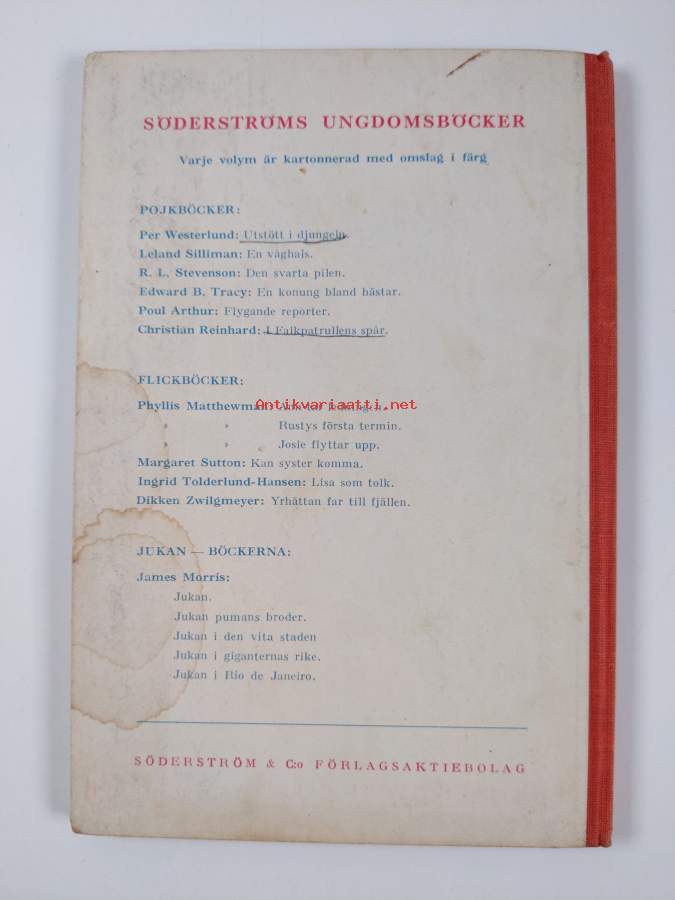 SÖDERSTRÖMS UNGDOMSBÖCKER
Varje volym är kartonnerad med omslag i färg
POJKBÖCKER:
Per Westerlund: Utstött i djungeln.
Leland Silliman: En våghals.
R. L. Stevenson: Den svarta pilen.
Edward B. Tracy: En konung bland hästar.
Poul Arthur: Flygande reporter.
Christian Reinhard: I Falkpatrullens spår.
FLICKBÖCKER:
Phyllis Matthewman:
Antikvariaatti.net
» » Rustys första termin.
» » Josie flyttar upp.
Margaret Sutton: Kan syster komma.
Ingrid Tolderlund-Hansen: Lisa som tolk.
Dikken Zwilgmeyer: Yrhättan far till fjällen.
JUKAN — BÖCKERNA:
James Morris:
Jukan.
Jukan pumans broder.
Jukan i den vita staden
Jukan i giganternas rike.
Jukan i Rio de Janeiro.
SÖDERSTRÖM & C:o FÖRLAGSAKTIEBOLAG